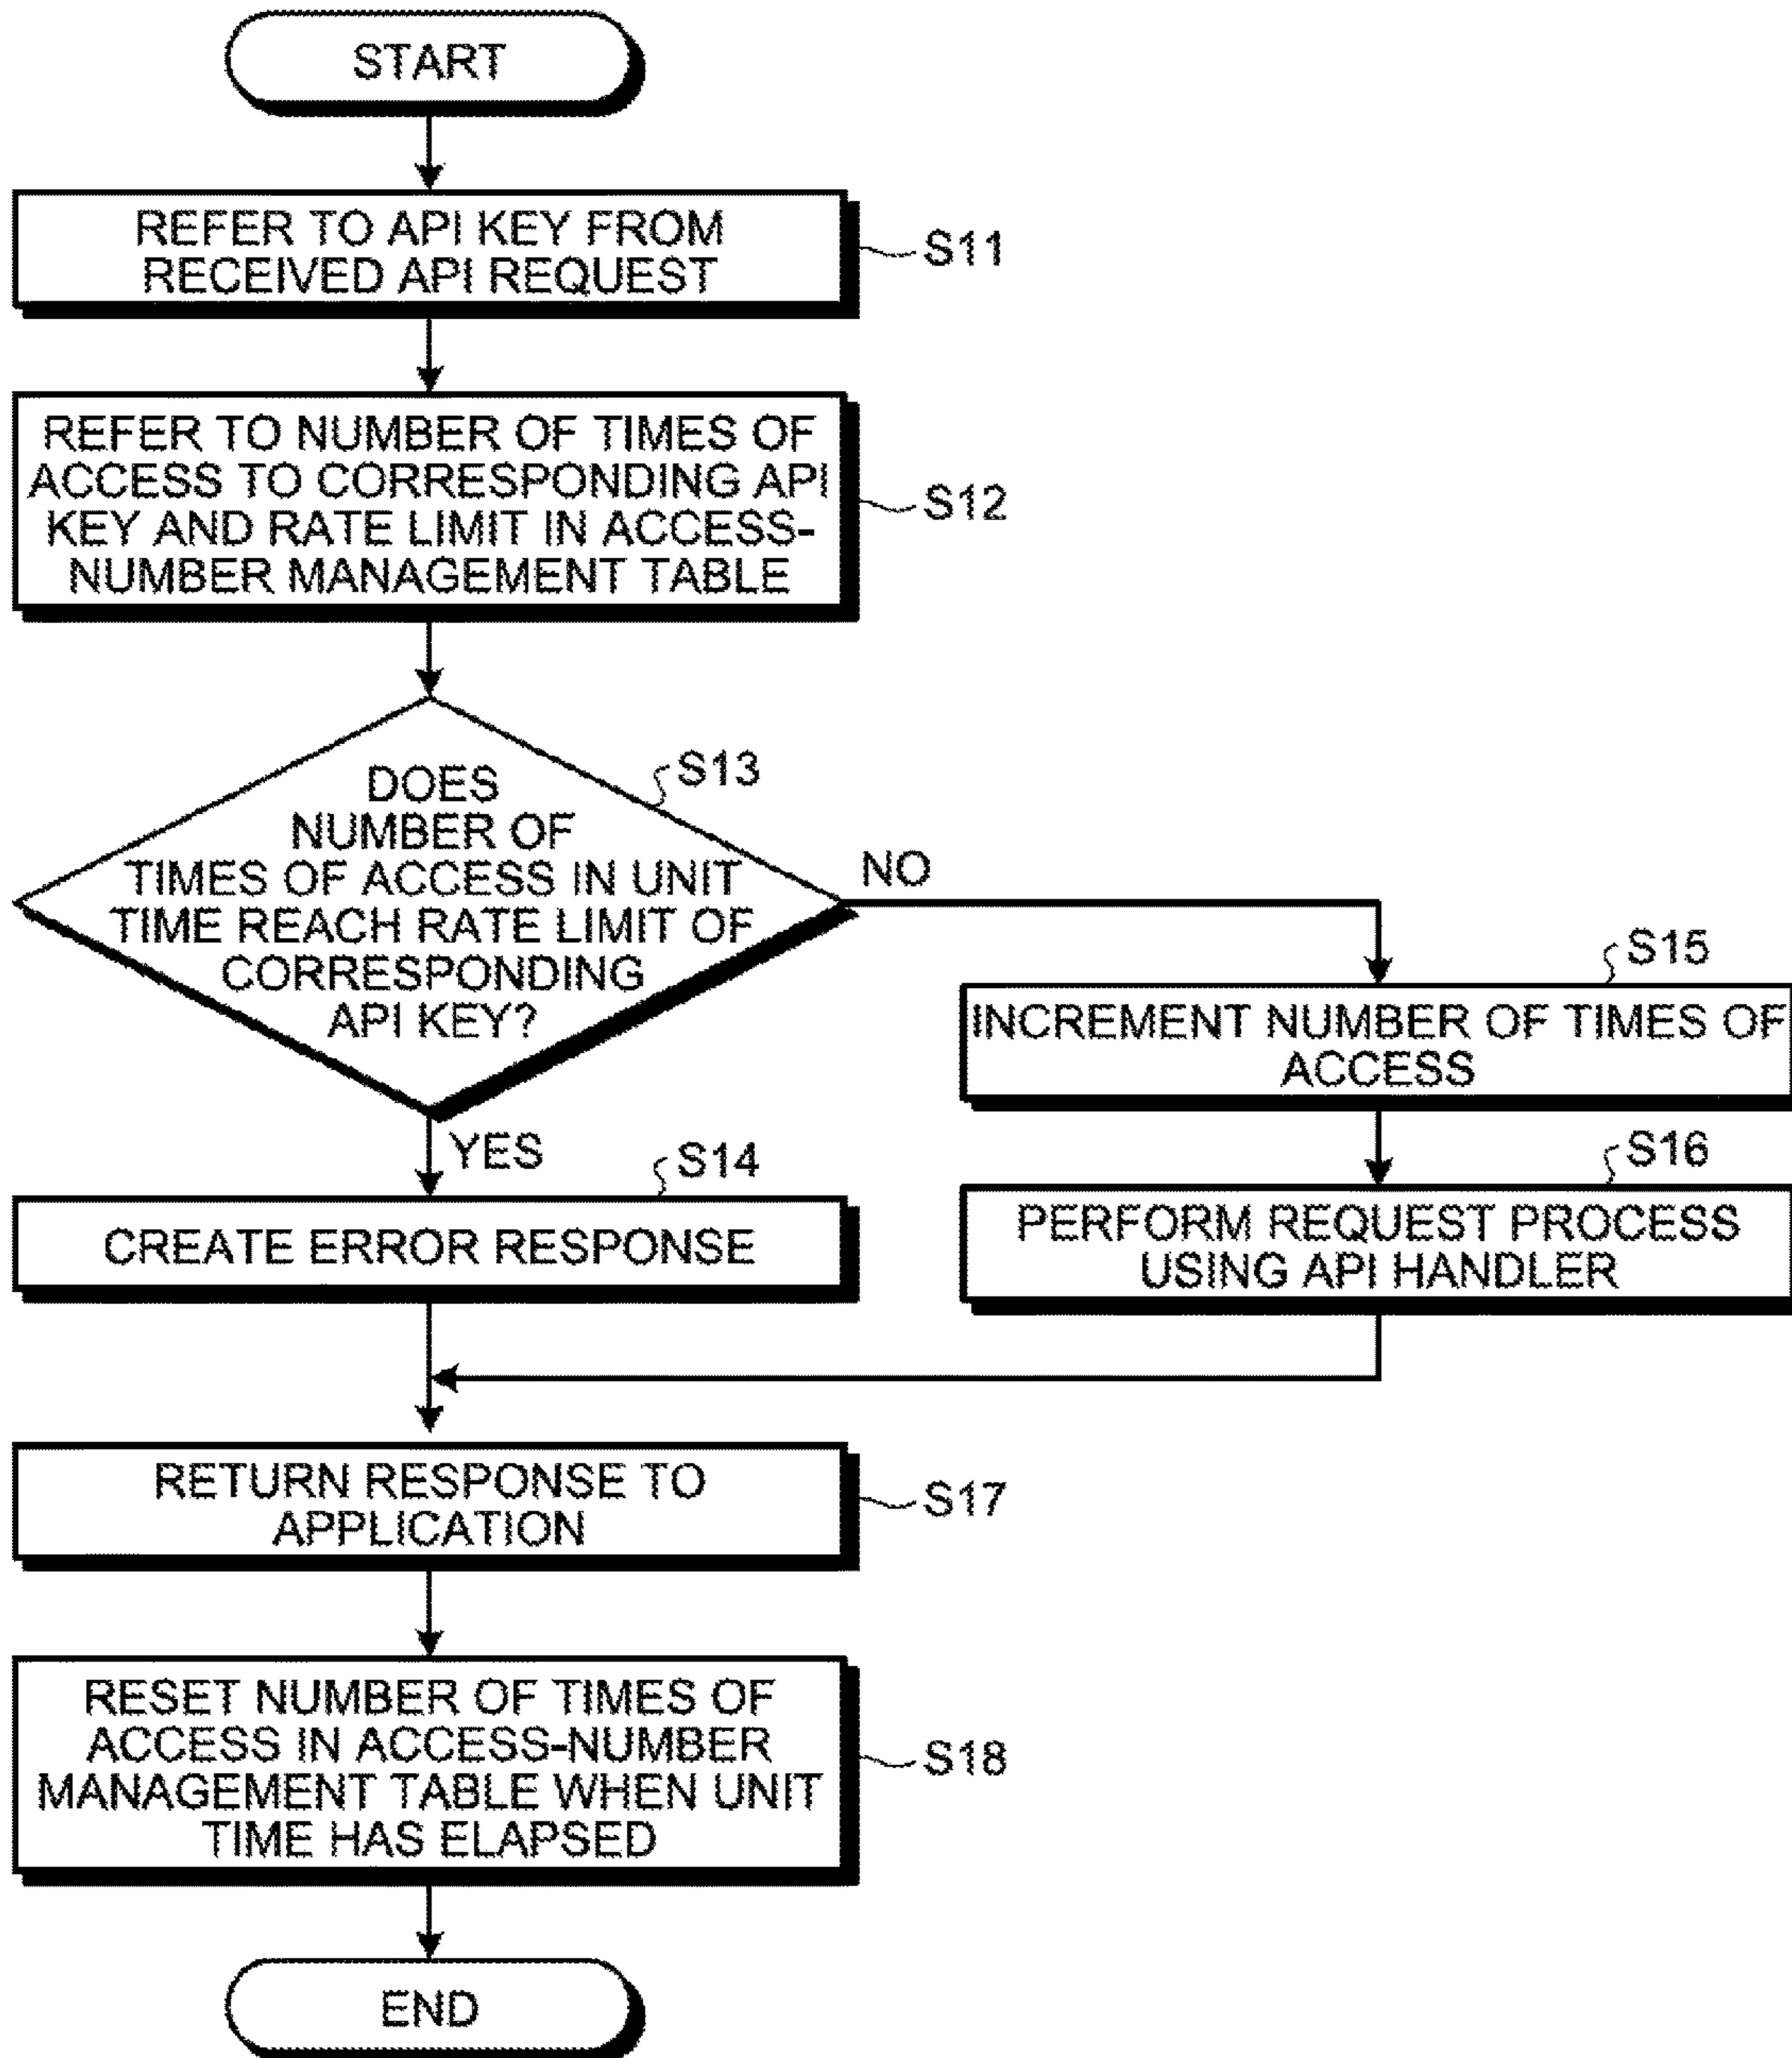 START
REFER TO API KEY FROM
RECEIVED API REQUEST
S11
REFER TO NUMBER OF TIMES OF
ACCESS TO CORRESPONDING API
KEY AND RATE LIMIT IN ACCESS-
NUMBER MANAGEMENT TABLE
S12
S13
DOES
NUMBER OF
TIMES OF ACCESS IN UNIT
TIME REACH RATE LIMIT OF
CORRESPONDING
API KEY?
NO
YES
S14
CREATE ERROR RESPONSE
S15
INCREMENT NUMBER OF TIMES OF
ACCESS
S16
PERFORM REQUEST PROCESS
USING API HANDLER
RETURN RESPONSE TO
APPLICATION
S17
RESET NUMBER OF TIMES OF
ACCESS IN ACCESS-NUMBER
MANAGEMENT TABLE WHEN UNIT
TIME HAS ELAPSED
S18
END